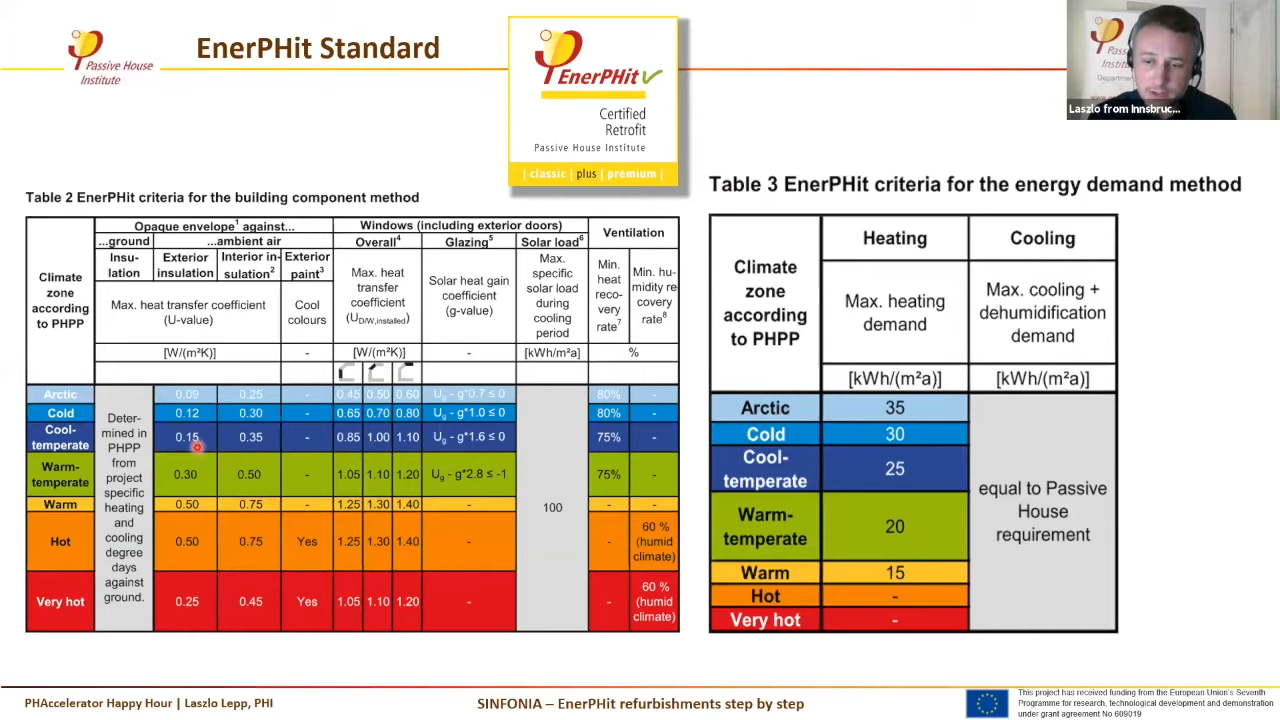 Passive House
Institute
EnerPHit Standard
EnerPHit
Certified
Retrofit
Passive House Institute
| classic | plus | premium |
Passive
Institu
Departme
Laszlo from Innsbruc...
Table 2 EnerPHit criteria for the building component method
Climate
zone
according
to PHPP
Opaque envelope¹ against...
...ground
...ambient air
Insu-
lation
Exterior
insulation
Interior in-
sulation²
Exterior
paint³
Max. heat transfer coefficient
(U-value)
Cool
colours
[W/(m²K)]
-
Windows (including exterior doors)
Overall⁴
Glazing⁵
Solar load⁶
Max. heat
transfer
coefficient
(U_D/W,installed)
Solar heat gain
coefficient
(g-value)
Max.
specific
solar load
during
cooling
period
[W/(m²K)]
-
[kWh/m²a]
Ventilation
Min.
heat
reco-
very
rate⁷
Min. hu-
midity re
covery
rate⁸
%
Deter-
mined in
PHPP
from
project
specific
heating
and
cooling
degree
days
against
ground.
Arctic 0.09 0.25 - 0.45 0.50 0.60 Ug - g*0.7 ≤ 0 80% -
Cold 0.12 0.30 - 0.65 0.70 0.80 Ug - g*1.0 ≤ 0 80% -
Cool-
temperate 0.15 0.35 - 0.85 1.00 1.10 Ug - g*1.6 ≤ 0 75% -
Warm-
temperate 0.30 0.50 - 1.05 1.10 1.20 Ug - g*2.8 ≤ -1 75% -
Warm 0.50 0.75 - 1.25 1.30 1.40 - - -
100
Hot 0.50 0.75 Yes 1.25 1.30 1.40 - -
60 %
(humid
climate)
Very hot 0.25 0.45 Yes 1.05 1.10 1.20 - -
60 %
(humid
climate)
Table 3 EnerPHit criteria for the energy demand method
Climate
zone
according
to PHPP
Heating
Cooling
Max. heating
demand
Max. cooling +
dehumidification
demand
[kWh/(m²a)]
[kWh/(m²a)]
Arctic 35
Cold 30
Cool-
temperate 25
Warm-
temperate 20
Warm 15
Hot -
Very hot -
equal to Passive
House
requirement
PHAccelerator Happy Hour | Laszlo Lepp, PHI
SINFONIA – EnerPHit refurbishments step by step
This project has received funding from the European Union's Seventh
Programme for research, technological development and demonstration
under grant agreement No 609019